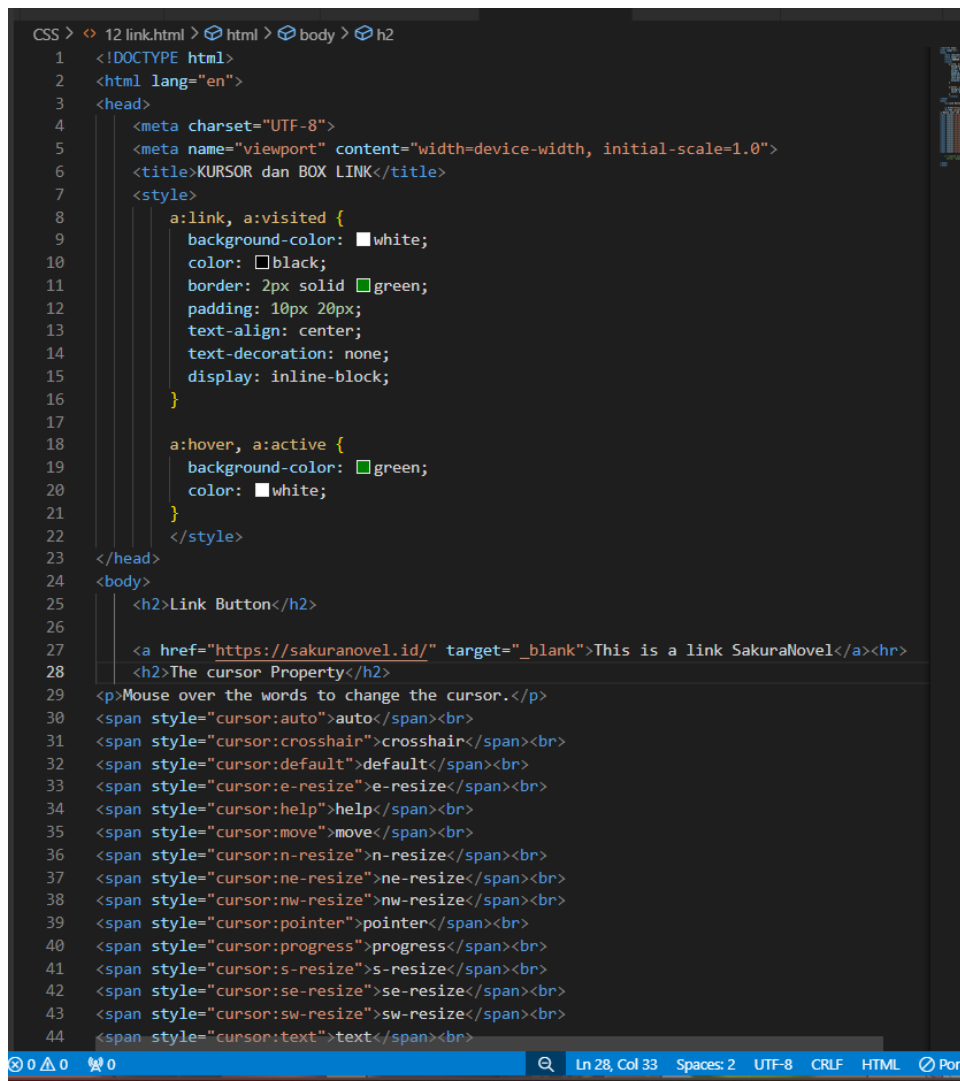 CSS > <> 12 link.html > html > body > h2
1 <!DOCTYPE html>
2 <html lang="en">
3 <head>
4     <meta charset="UTF-8">
5     <meta name="viewport" content="width=device-width, initial-scale=1.0">
6     <title>KURSOR dan BOX LINK</title>
7     <style>
8         a:link, a:visited {
9           background-color: white;
10           color: black;
11           border: 2px solid green;
12           padding: 10px 20px;
13           text-align: center;
14           text-decoration: none;
15           display: inline-block;
16         }
17
18         a:hover, a:active {
19           background-color: green;
20           color: white;
21         }
22         </style>
23 </head>
24 <body>
25     <h2>Link Button</h2>
26
27     <a href="https://sakuranovel.id/" target="_blank">This is a link SakuraNovel</a><hr>
28     <h2>The cursor Property</h2>
29 <p>Mouse over the words to change the cursor.</p>
30 <span style="cursor:auto">auto</span><br>
31 <span style="cursor:crosshair">crosshair</span><br>
32 <span style="cursor:default">default</span><br>
33 <span style="cursor:e-resize">e-resize</span><br>
34 <span style="cursor:help">help</span><br>
35 <span style="cursor:move">move</span><br>
36 <span style="cursor:n-resize">n-resize</span><br>
37 <span style="cursor:ne-resize">ne-resize</span><br>
38 <span style="cursor:nw-resize">nw-resize</span><br>
39 <span style="cursor:pointer">pointer</span><br>
40 <span style="cursor:progress">progress</span><br>
41 <span style="cursor:s-resize">s-resize</span><br>
42 <span style="cursor:se-resize">se-resize</span><br>
43 <span style="cursor:sw-resize">sw-resize</span><br>
44 <span style="cursor:text">text</span><br>
0 0 0 Ln 28, Col 33 Spaces: 2 UTF-8 CRLF HTML Por